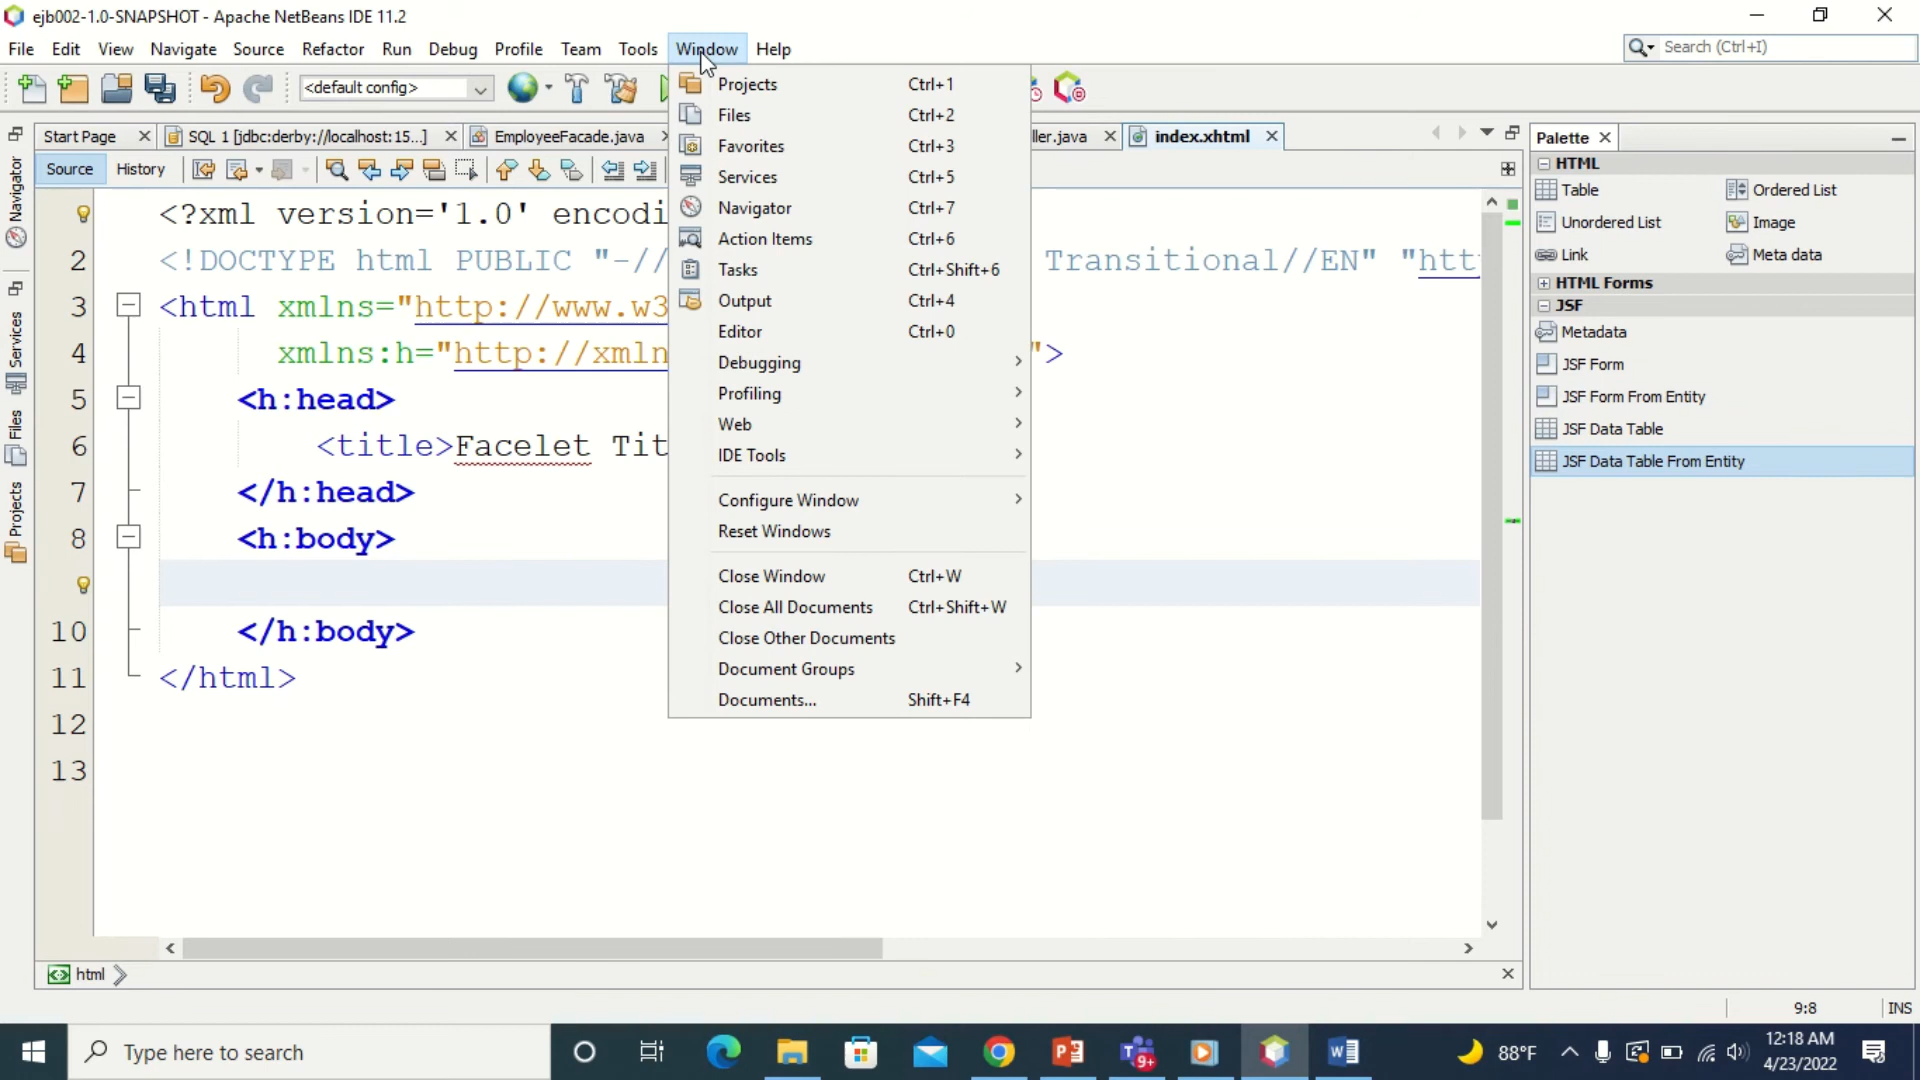 ejb002-1.0-SNAPSHOT - Apache NetBeans IDE 11.2
File Edit View Navigate Source Refactor Run Debug Profile Team Tools Window Help
Search (Ctrl+I)
<default config>
Start Page SQL 1 [jdbc:derby://localhost:15...] EmployeeFacade.java ller.java index.xhtml
Source History
Navigator
Services
Files
Projects
<?xml version='1.0' encodi
2 <!DOCTYPE html PUBLIC "-// Transitional//EN" "htt
3 <html xmlns="http://www.w3
4 xmlns:h="http://xmln ">
5 <h:head>
6 <title>Facelet Tit
7 </h:head>
8 <h:body>
10 </h:body>
11 </html>
12
13
Projects Ctrl+1
Files Ctrl+2
Favorites Ctrl+3
Services Ctrl+5
Navigator Ctrl+7
Action Items Ctrl+6
Tasks Ctrl+Shift+6
Output Ctrl+4
Editor Ctrl+0
Debugging
Profiling
Web
IDE Tools
Configure Window
Reset Windows
Close Window Ctrl+W
Close All Documents Ctrl+Shift+W
Close Other Documents
Document Groups
Documents... Shift+F4
Palette
HTML
Table Ordered List
Unordered List Image
Link Meta data
HTML Forms
JSF
Metadata
JSF Form
JSF Form From Entity
JSF Data Table
JSF Data Table From Entity
html
9:8 INS
Type here to search
9+
88°F
12:18 AM
4/23/2022